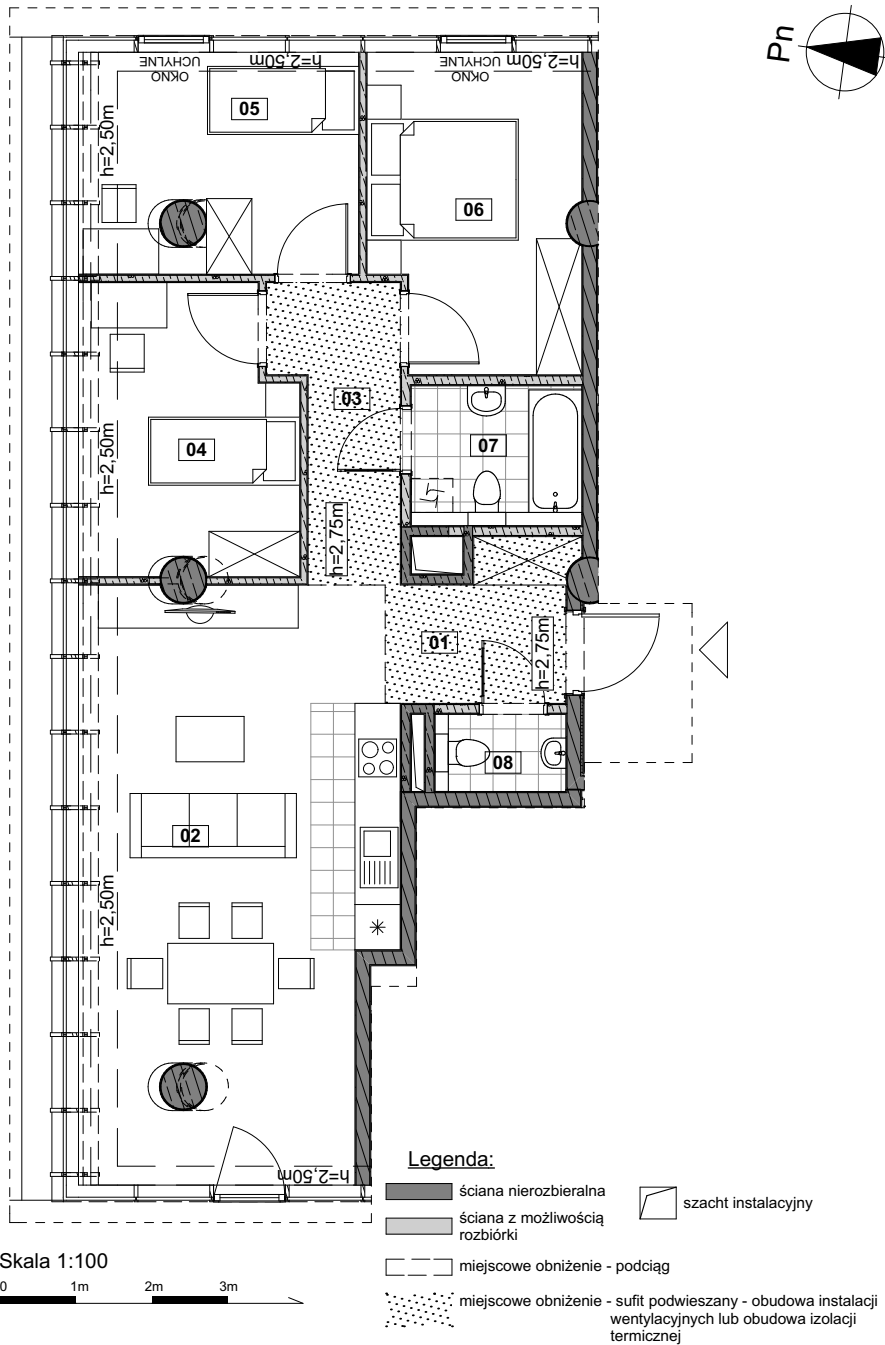 Pn
OKNO
UCHYLNE
h=2,50m
OKNO
UCHYLNE
h=2,50m
h=2,50m
05
06
03
h=2,50m
04
07
h=2,75m
01
h=2,75m
08
02
h=2,50m
h=2,50m
Legenda:
ściana nierozbieralna
szacht instalacyjny
ściana z możliwością
rozbiórki
miejscowe obniżenie - podciąg
miejscowe obniżenie - sufit podwieszany - obudowa instalacji
wentylacyjnych lub obudowa izolacji
termicznej
Skala 1:100
0 1m 2m 3m